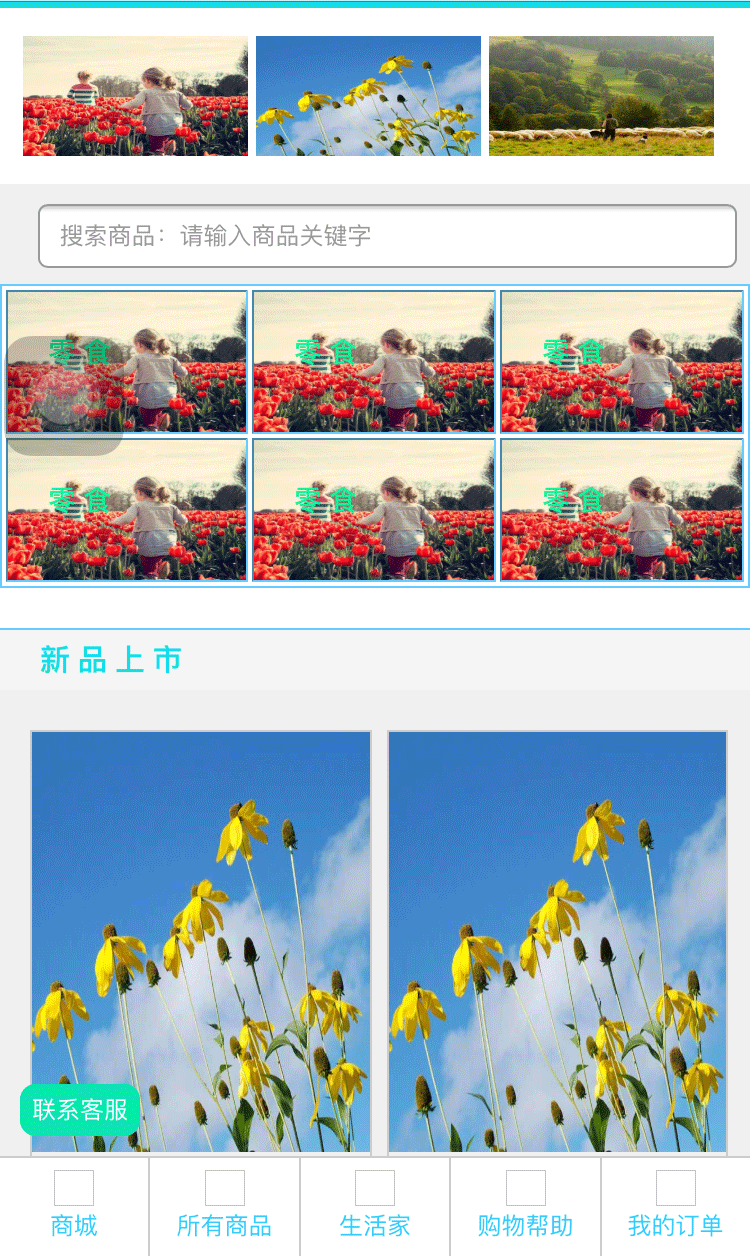 搜索商品：请输入商品关键字
零食 零食 零食
零食 零食 零食
新品上市
联系客服
商城 所有商品 生活家 购物帮助 我的订单